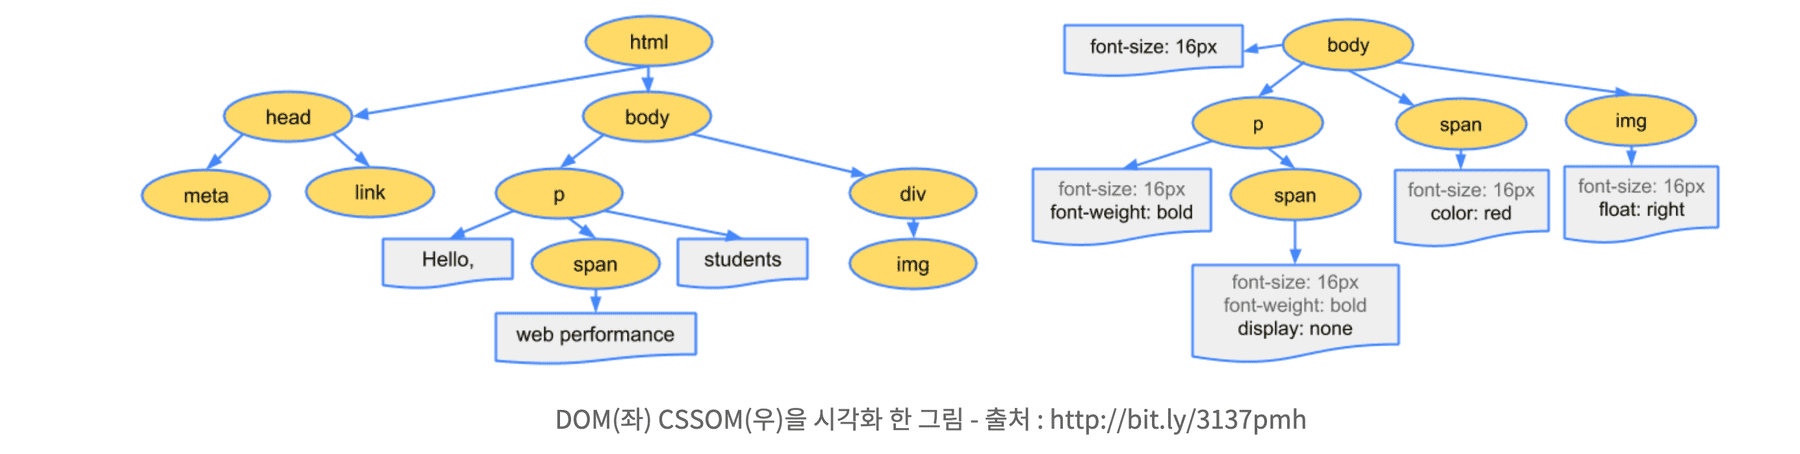 html
head
body
meta
link
p
div
Hello,
span
students
img
web performance
font-size: 16px
body
p
span
img
font-size: 16px
font-weight: bold
span
font-size: 16px
color: red
font-size: 16px
float: right
font-size: 16px
font-weight: bold
display: none
DOM(좌) CSSOM(우)을 시각화 한 그림 - 출처 : http://bit.ly/3137pmh